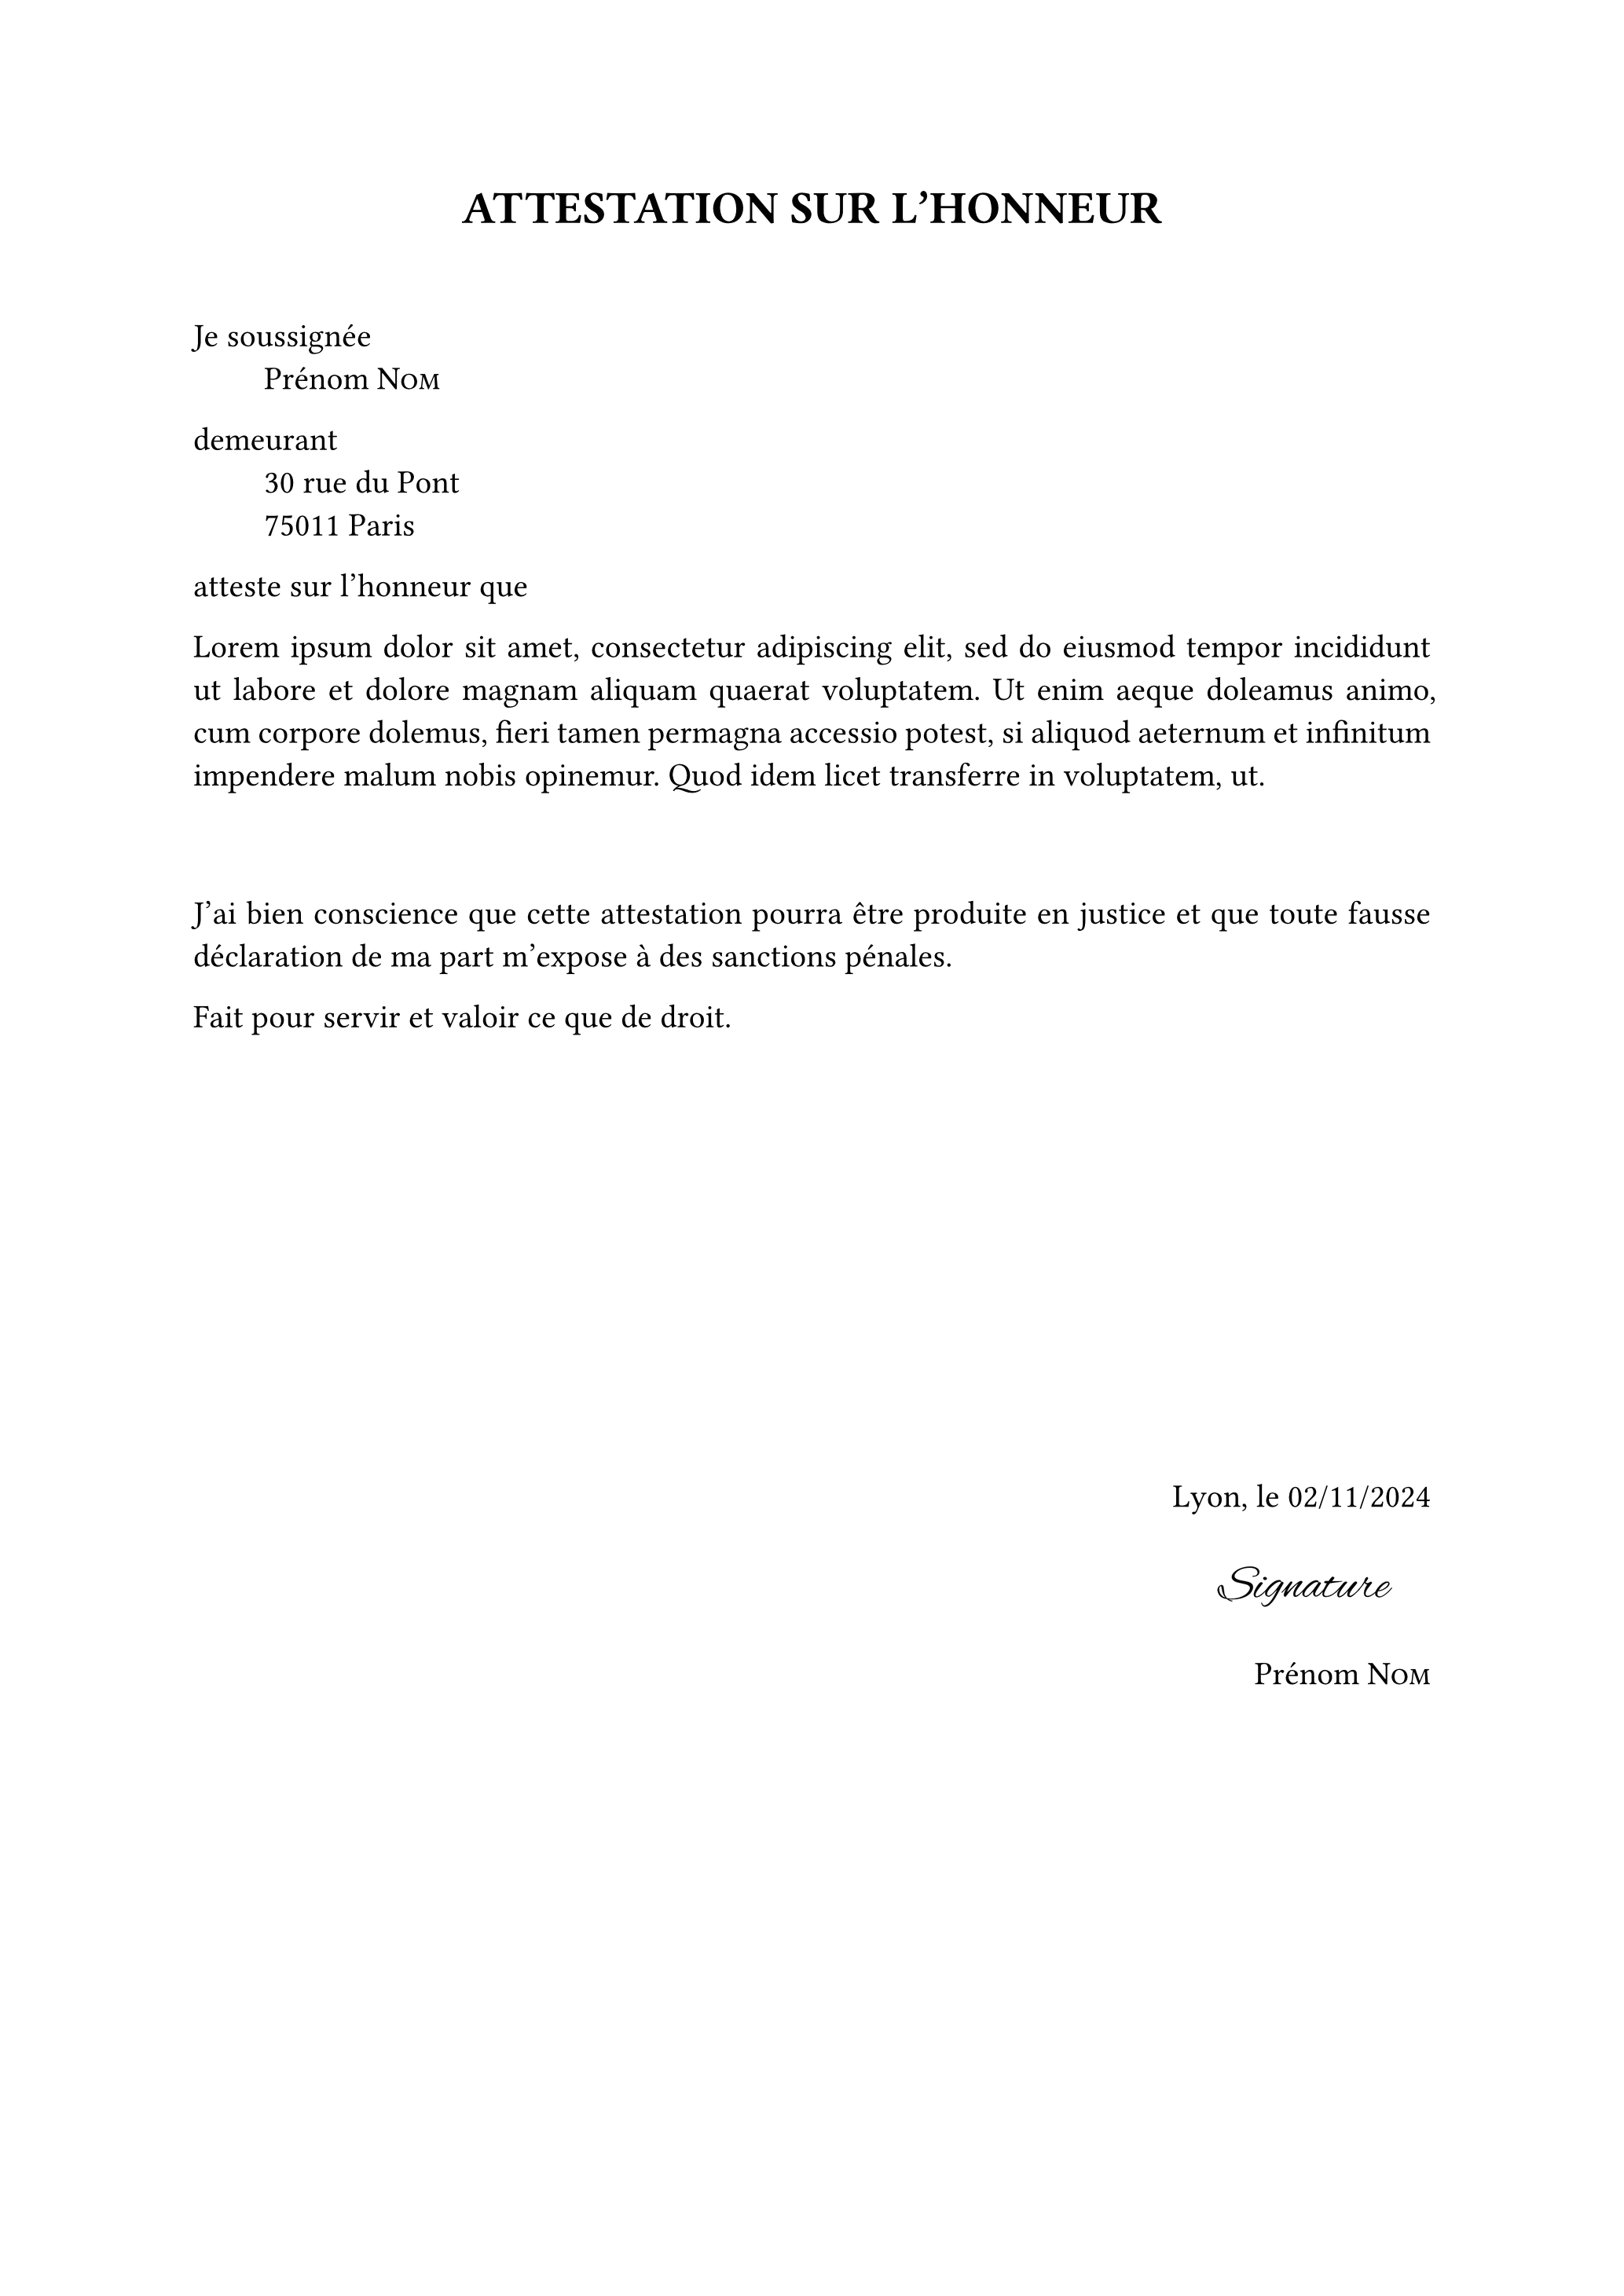 ATTESTATION SUR L’HONNEUR
Je soussignée
Prénom Nom
demeurant
30 rue du Pont
75011 Paris
atteste sur l’honneur que
Lorem ipsum dolor sit amet, consectetur adipiscing elit, sed do eiusmod tempor incididunt
ut labore et dolore magnam aliquam quaerat voluptatem. Ut enim aeque doleamus animo,
cum corpore dolemus, fieri tamen permagna accessio potest, si aliquod aeternum et infinitum
impendere malum nobis opinemur. Quod idem licet transferre in voluptatem, ut.
J’ai bien conscience que cette attestation pourra être produite en justice et que toute fausse
déclaration de ma part m’expose à des sanctions pénales.
Fait pour servir et valoir ce que de droit.
Lyon, le 02/11/2024
Signature
Prénom Nom